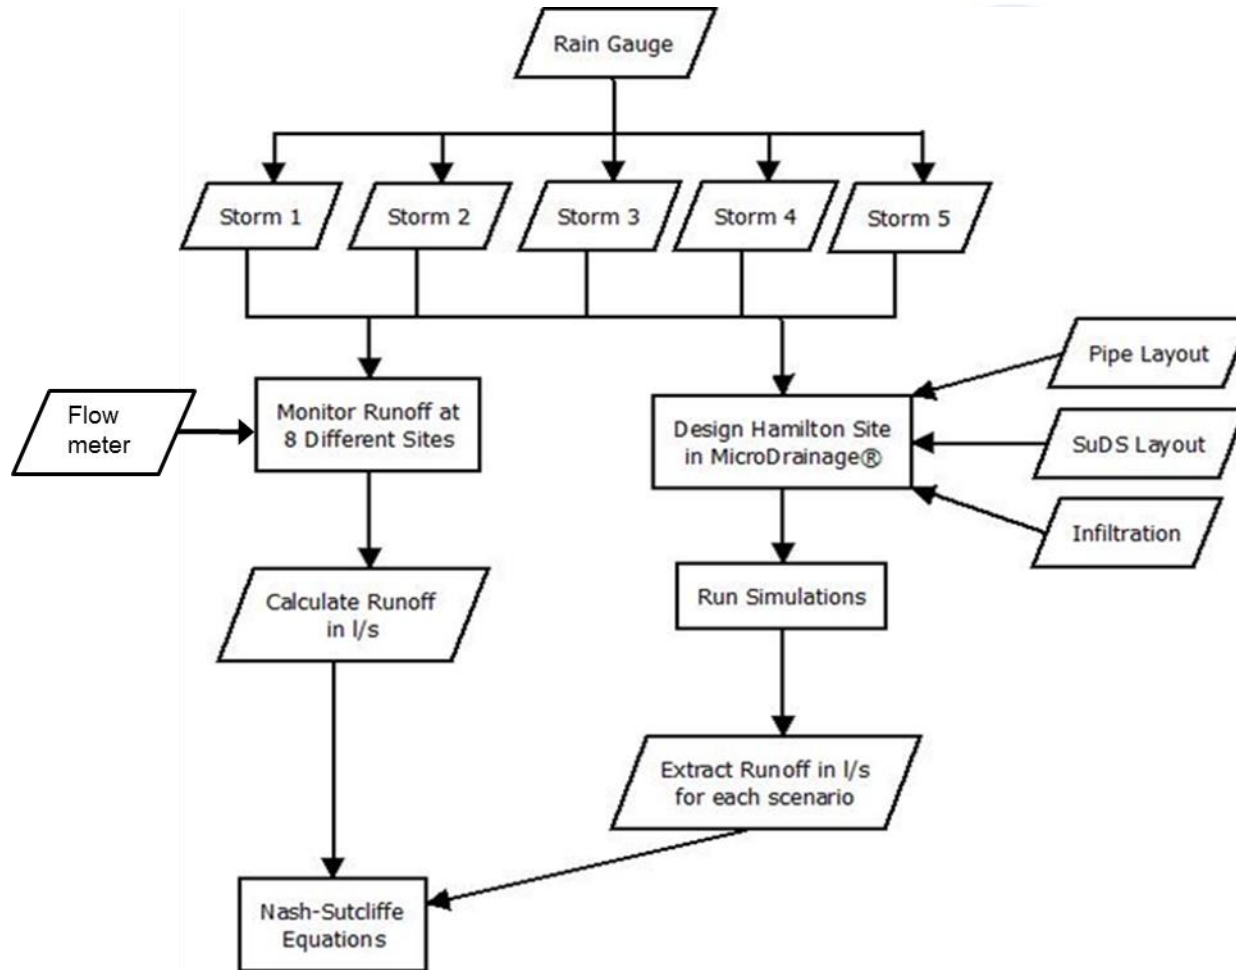 Rain Gauge
Storm 1
Storm 2
Storm 3
Storm 4
Storm 5
Pipe Layout
Flow
meter
Monitor Runoff at
8 Different Sites
Design Hamilton Site
in MicroDrainage®
SuDS Layout
Infiltration
Calculate Runoff
in l/s
Run Simulations
Extract Runoff in l/s
for each scenario
Nash-Sutcliffe
Equations